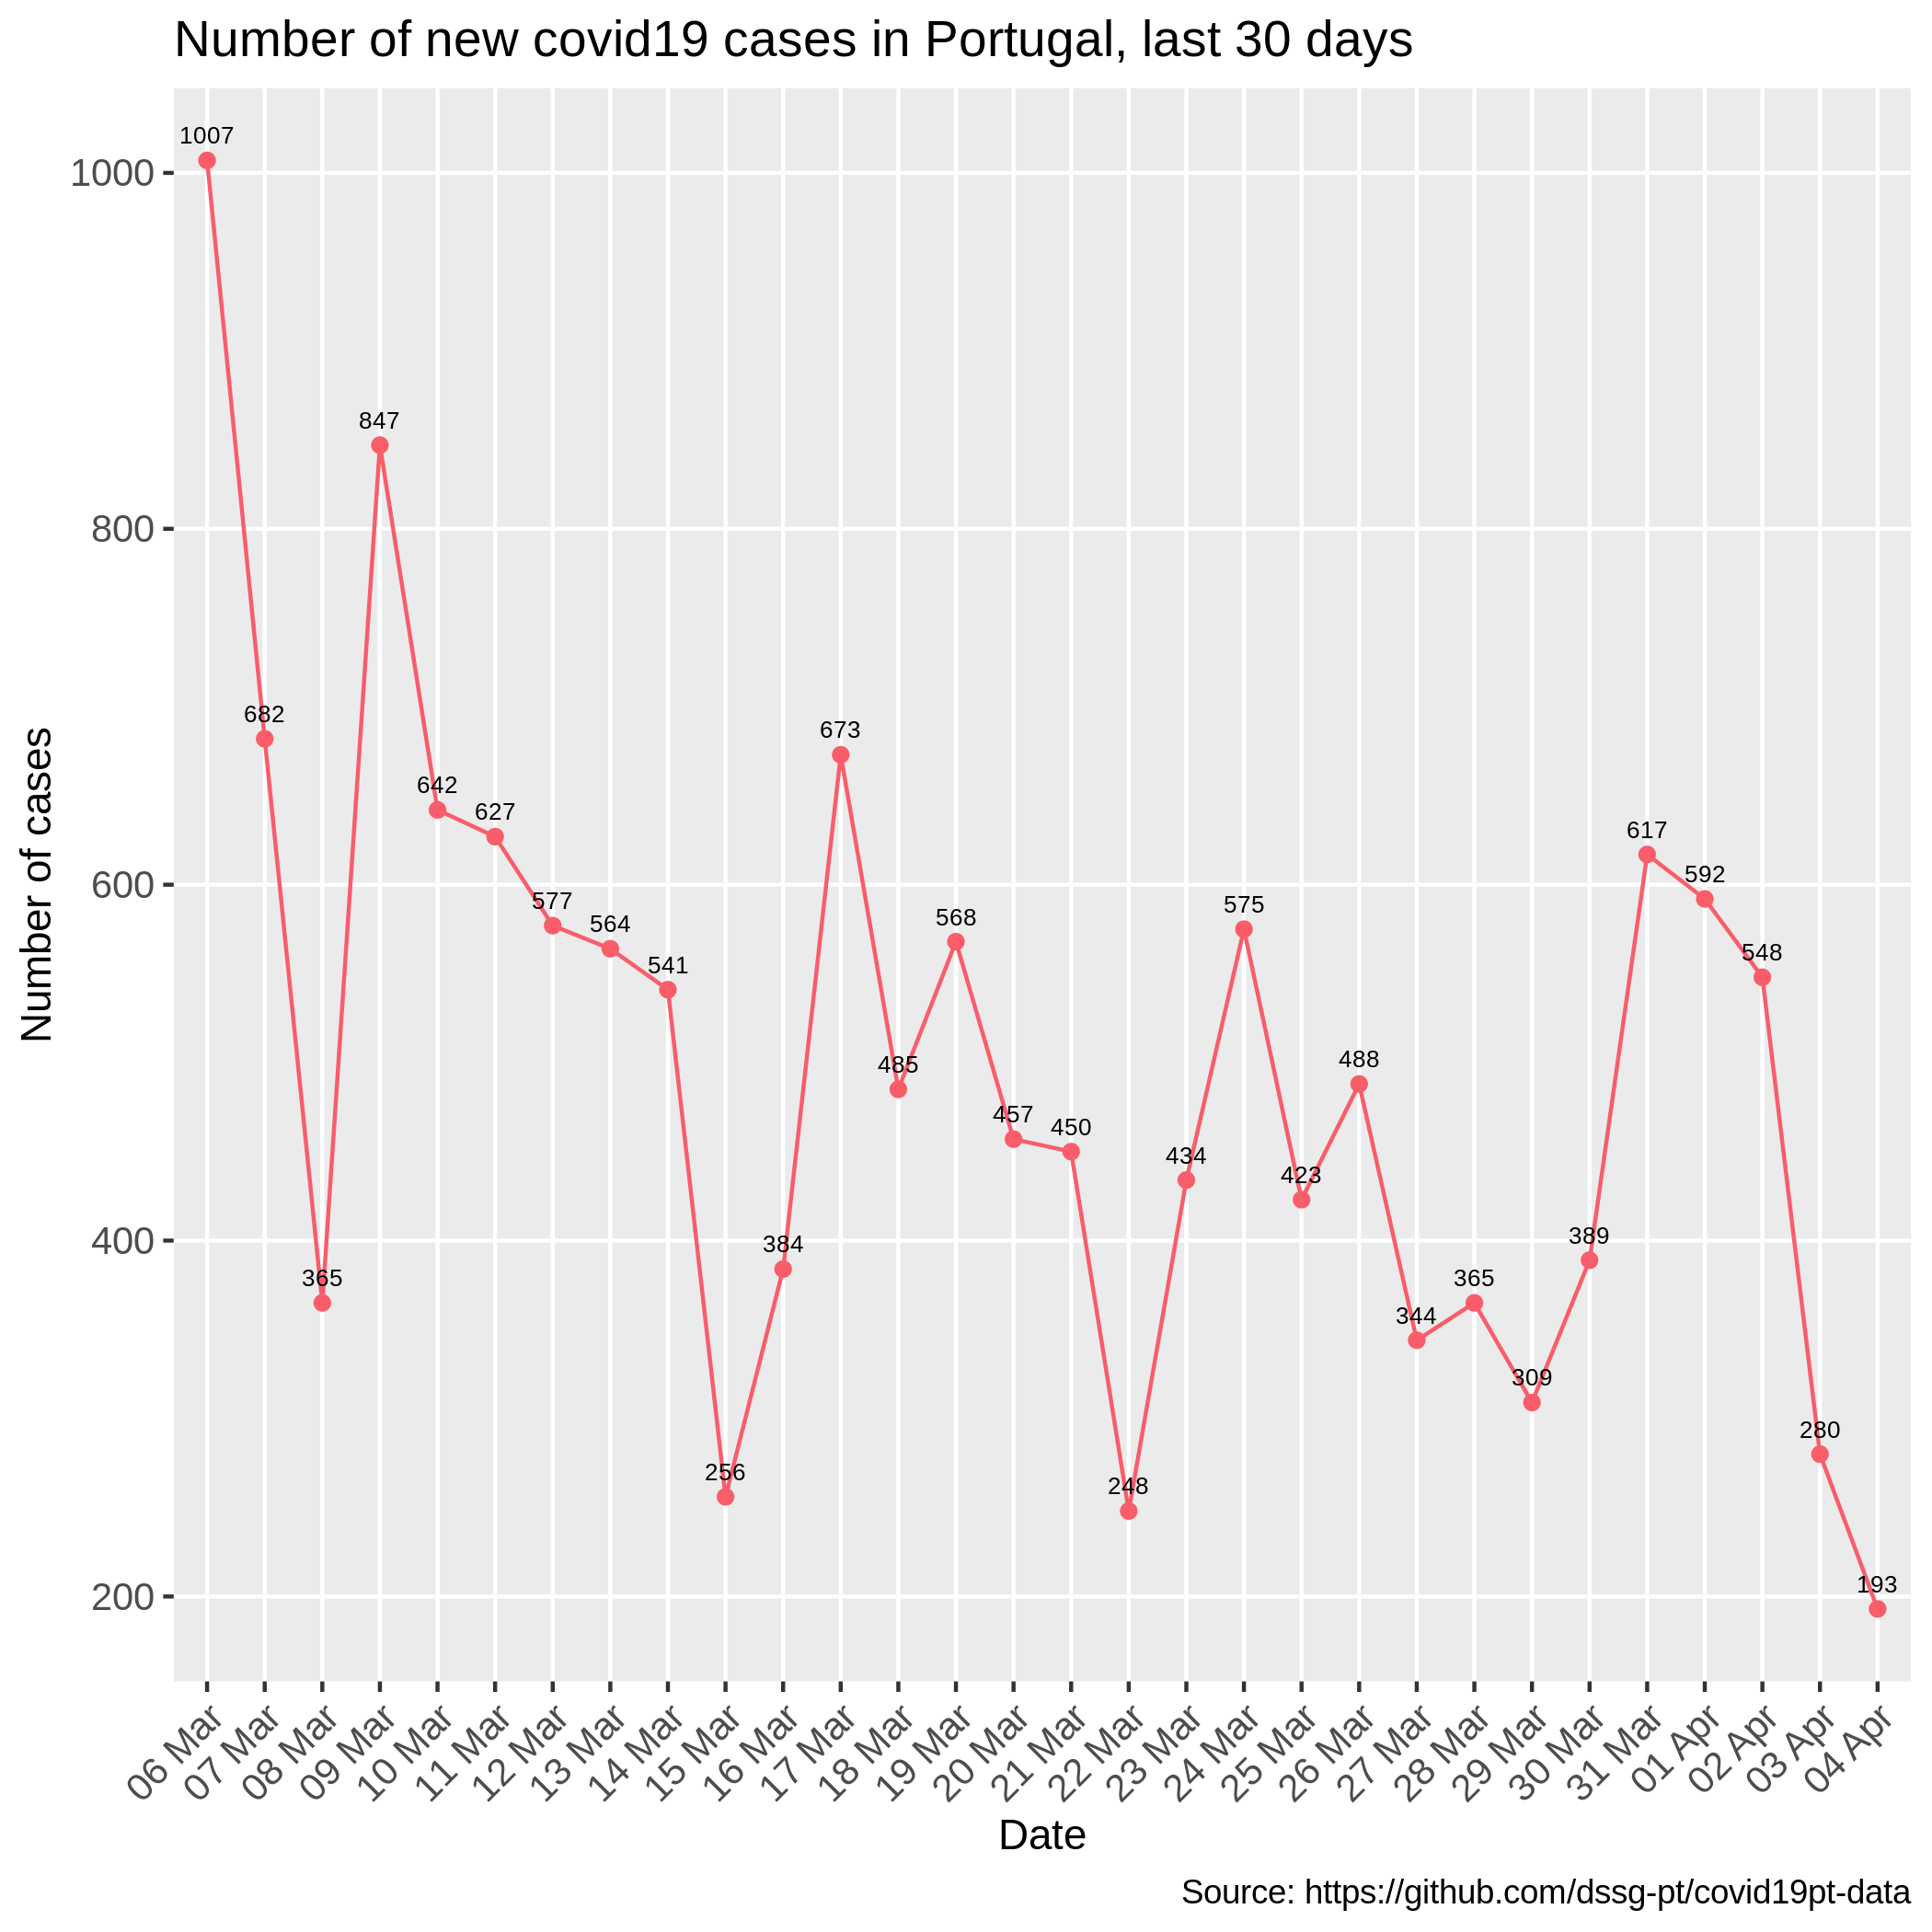 Number of new covid19 cases in Portugal, last 30 days
Number of cases
1000
800
600
400
200
1007
682
365
847
642
627
577
564
541
256
384
673
485
568
457
450
248
434
575
423
488
344
365
309
389
617
592
548
280
193
06 Mar
07 Mar
08 Mar
09 Mar
10 Mar
11 Mar
12 Mar
13 Mar
14 Mar
15 Mar
16 Mar
17 Mar
18 Mar
19 Mar
20 Mar
21 Mar
22 Mar
23 Mar
24 Mar
25 Mar
26 Mar
27 Mar
28 Mar
29 Mar
30 Mar
31 Mar
01 Apr
02 Apr
03 Apr
04 Apr
Date
Source: https://github.com/dssg-pt/covid19pt-data